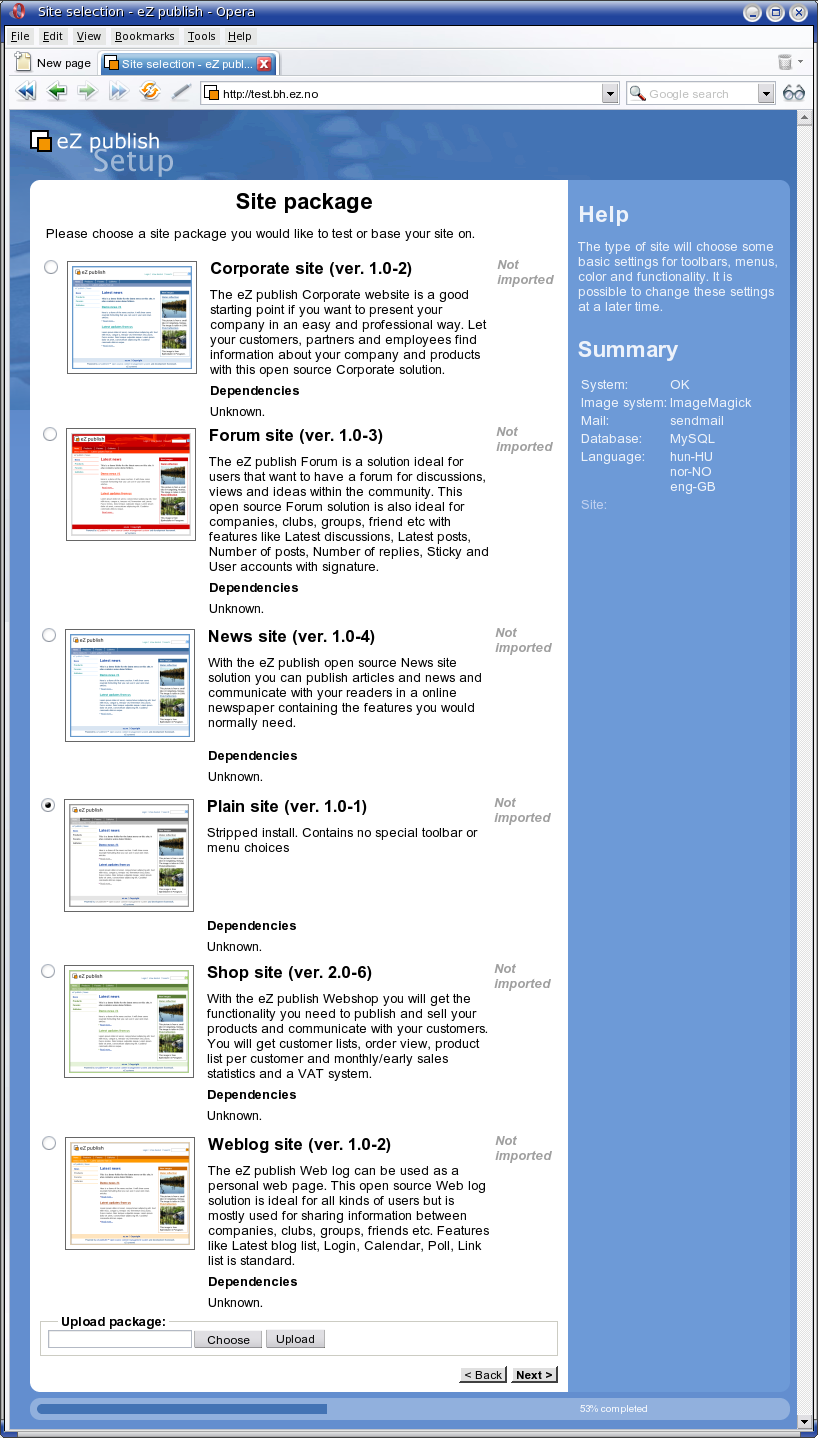 Site selection - eZ publish - Opera
File Edit View Bookmarks Tools Help
New page
Site selection - eZ publ...
http://test.bh.ez.no
Google search
eZ publish
Setup
Site package
Please choose a site package you would like to test or base your site on.
Corporate site (ver. 1.0-2)
Not
imported
The eZ publish Corporate website is a good
starting point if you want to present your
company in an easy and professional way. Let
your customers, partners and employees find
information about your company and products
with this open source Corporate solution.
Dependencies
Unknown.
Forum site (ver. 1.0-3)
Not
imported
The eZ publish Forum is a solution ideal for
users that want to have a forum for discussions,
views and ideas within the community. This
open source Forum solution is also ideal for
companies, clubs, groups, friend etc with
features like Latest discussions, Latest posts,
Number of posts, Number of replies, Sticky and
User accounts with signature.
Dependencies
Unknown.
News site (ver. 1.0-4)
Not
imported
With the eZ publish open source News site
solution you can publish articles and news and
communicate with your readers in a online
newspaper containing the features you would
normally need.
Dependencies
Unknown.
Plain site (ver. 1.0-1)
Not
imported
Stripped install. Contains no special toolbar or
menu choices
Dependencies
Unknown.
Shop site (ver. 2.0-6)
Not
imported
With the eZ publish Webshop you will get the
functionality you need to publish and sell your
products and communicate with your customers.
You will get customer lists, order view, product
list per customer and monthly/early sales
statistics and a VAT system.
Dependencies
Unknown.
Weblog site (ver. 1.0-2)
Not
imported
The eZ publish Web log can be used as a
personal web page. This open source Web log
solution is ideal for all kinds of users but is
mostly used for sharing information between
companies, clubs, groups, friends etc. Features
like Latest blog list, Login, Calendar, Poll, Link
list is standard.
Dependencies
Unknown.
Upload package:
Choose Upload
< Back Next >
Help
The type of site will choose some
basic settings for toolbars, menus,
color and functionality. It is
possible to change these settings
at a later time.
Summary
System: OK
Image system: ImageMagick
Mail: sendmail
Database: MySQL
Language: hun-HU
nor-NO
eng-GB
Site:
53% completed